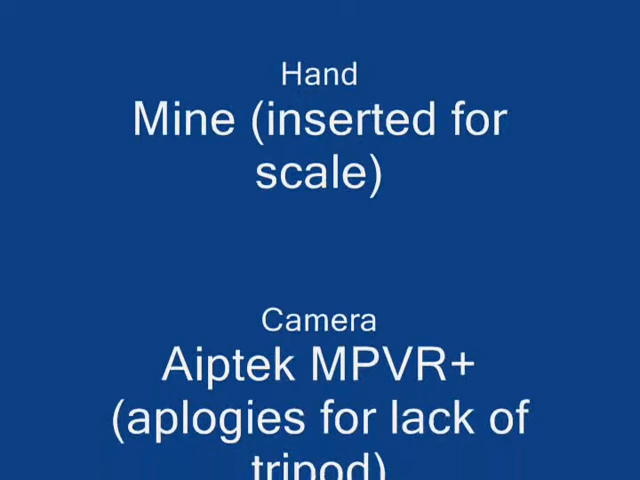 Hand
Mine (inserted for
scale)
Camera
Aiptek MPVR+
(aplogies for lack of
tripod)